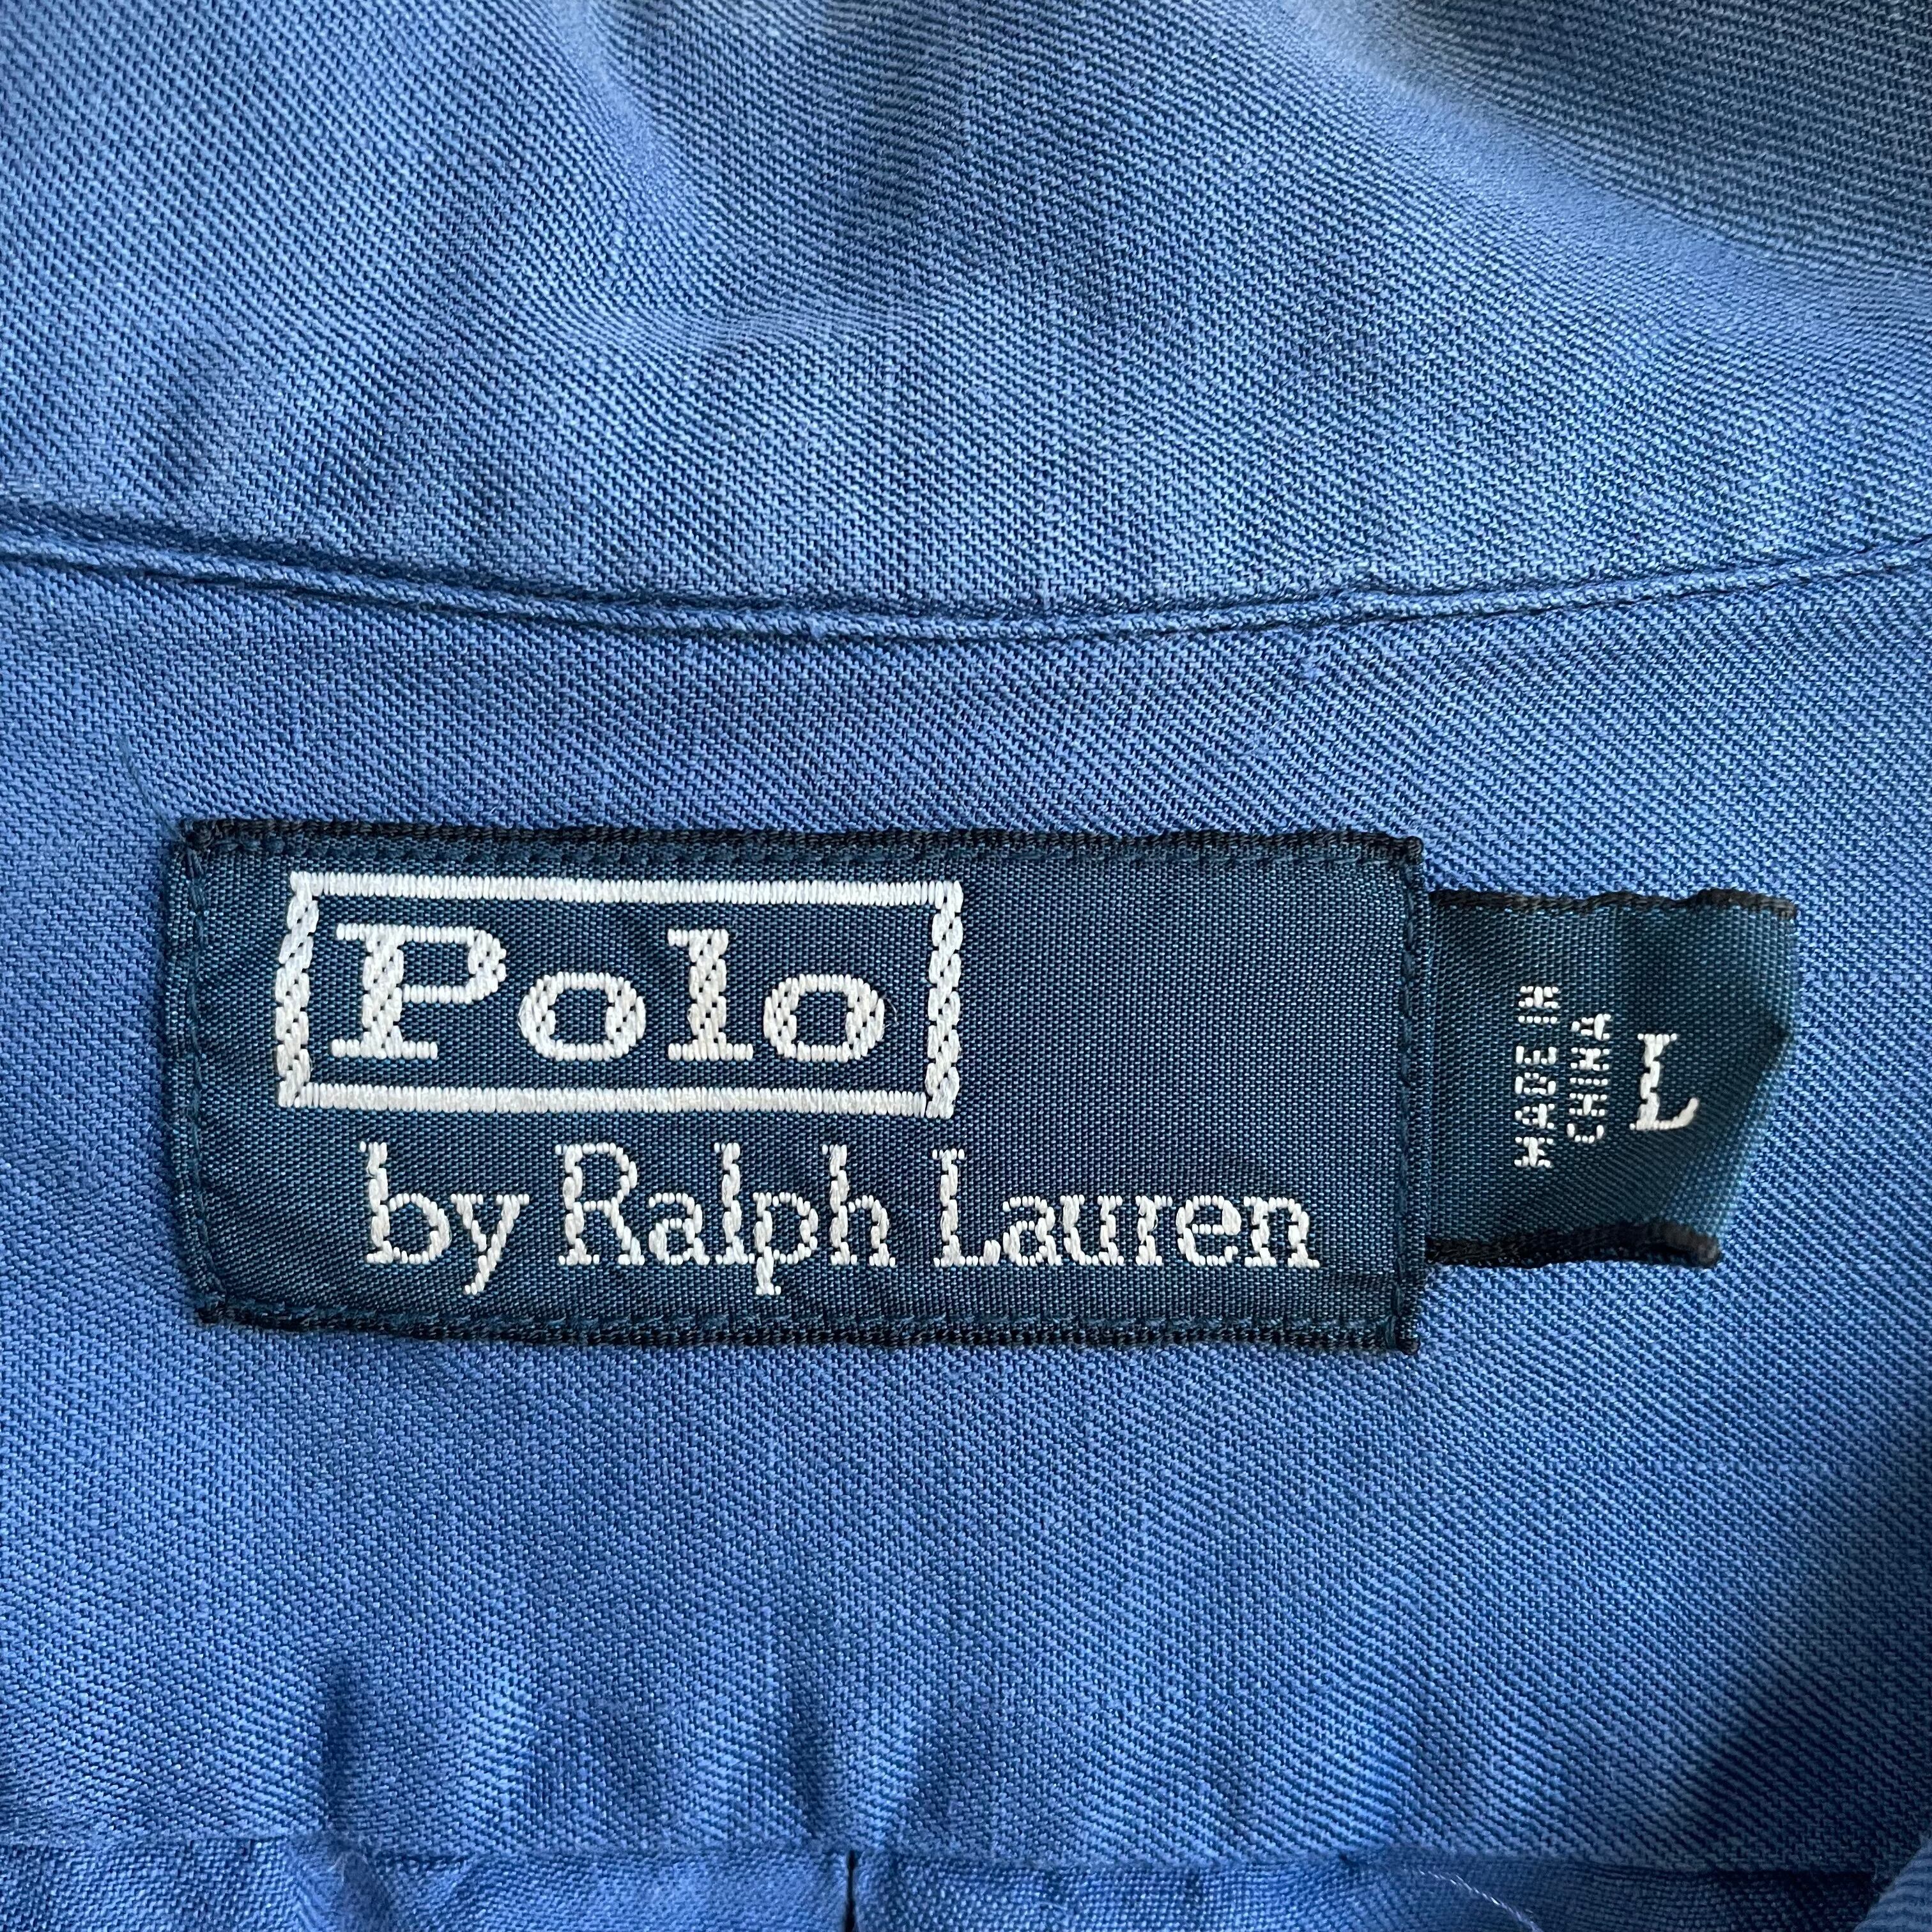 Polo
by Ralph Lauren
MADE IN
CHINA
L